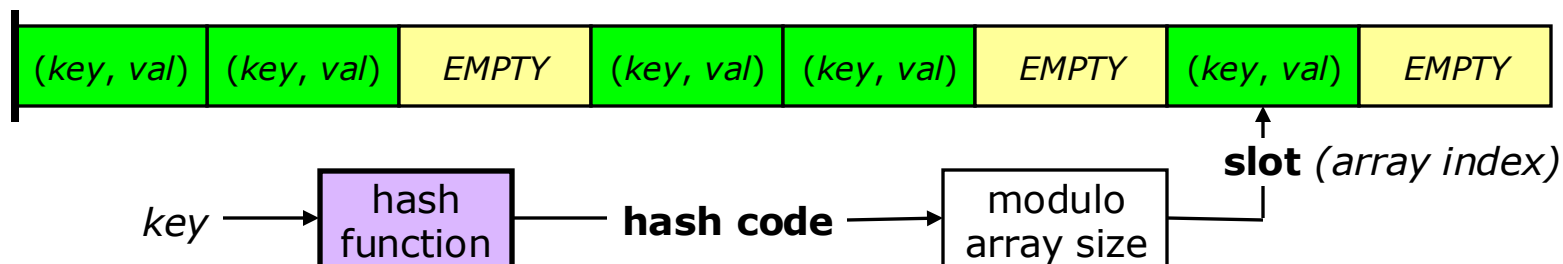 (key, val) (key, val) EMPTY (key, val) (key, val) EMPTY (key, val) EMPTY
slot (array index)
key hash function hash code modulo array size